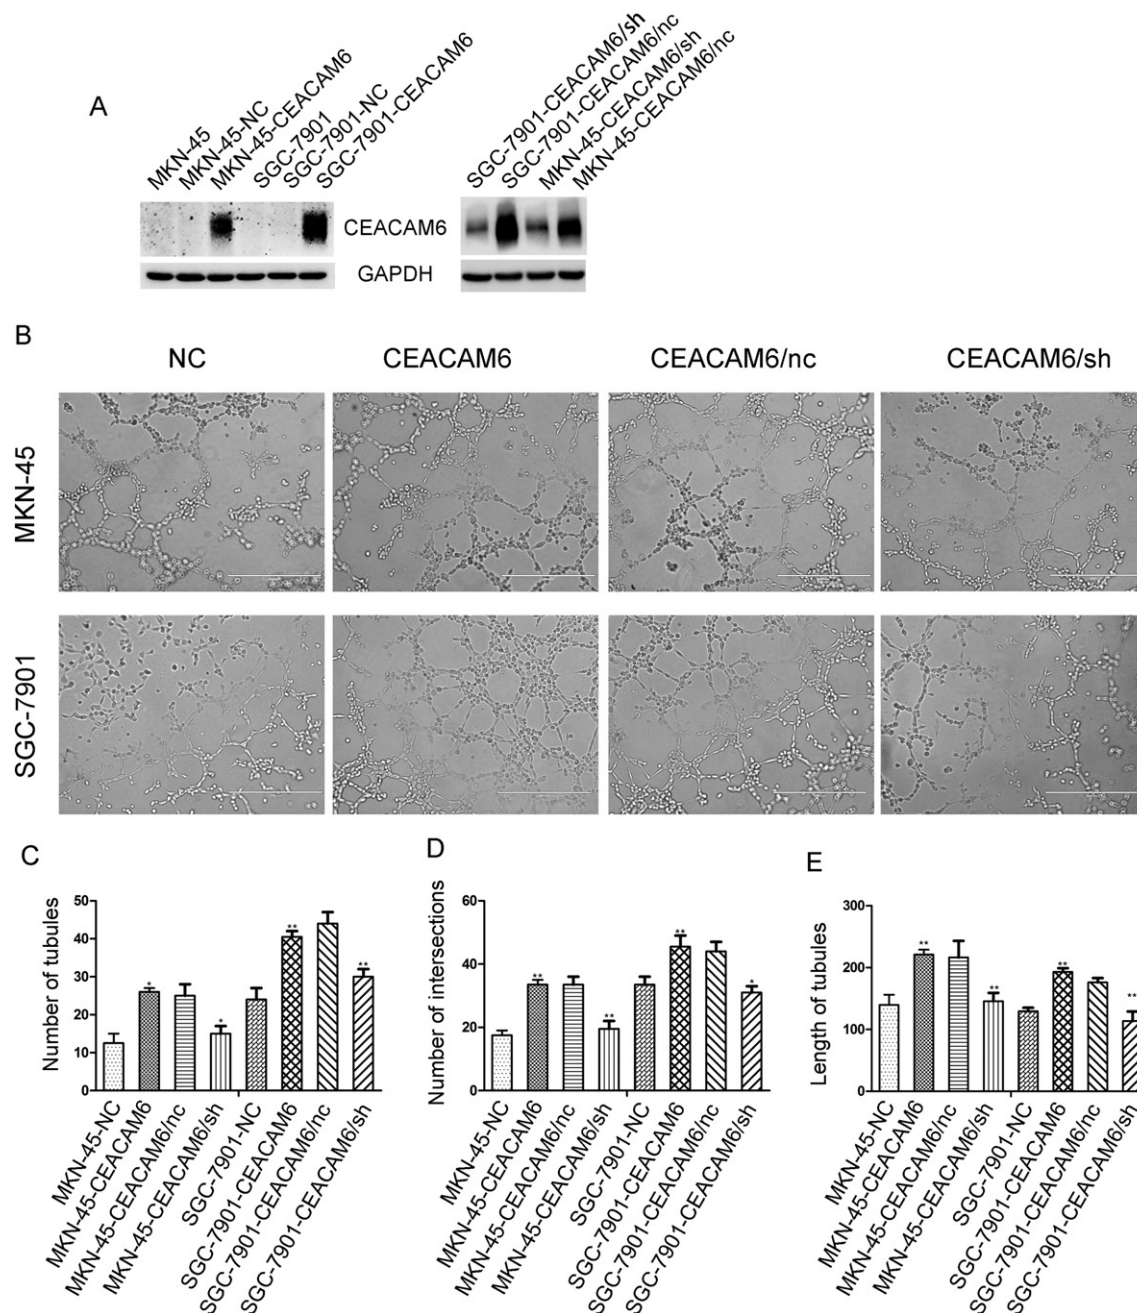 A
MKN-45
MKN-45-NC
MKN-45-CEACAM6
SGC-7901
SGC-7901-NC
SGC-7901-CEACAM6
SGC-7901-CEACAM6/sh
SGC-7901-CEACAM6/nc
MKN-45-CEACAM6/sh
MKN-45-CEACAM6/nc
CEACAM6
GAPDH
B
NC
CEACAM6
CEACAM6/nc
CEACAM6/sh
MKN-45
SGC-7901
C
Number of tubules
50
40
30
20
10
0
*
*
**
**
MKN-45-NC
MKN-45-CEACAM6
MKN-45-CEACAM6/nc
MKN-45-CEACAM6/sh
SGC-7901-NC
SGC-7901-CEACAM6
SGC-7901-CEACAM6/nc
SGC-7901-CEACAM6/sh
D
Number of intersections
60
40
20
0
**
**
**
*
MKN-45-NC
MKN-45-CEACAM6
MKN-45-CEACAM6/nc
MKN-45-CEACAM6/sh
SGC-7901-NC
SGC-7901-CEACAM6
SGC-7901-CEACAM6/nc
SGC-7901-CEACAM6/sh
E
Length of tubules
300
200
100
0
**
**
**
**
MKN-45-NC
MKN-45-CEACAM6
MKN-45-CEACAM6/nc
MKN-45-CEACAM6/sh
SGC-7901-NC
SGC-7901-CEACAM6
SGC-7901-CEACAM6/nc
SGC-7901-CEACAM6/sh